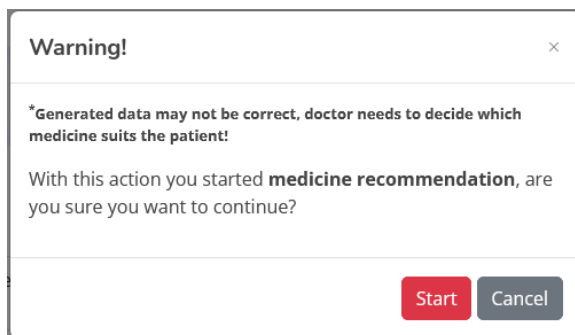 Warning!
×
*Generated data may not be correct, doctor needs to decide which
medicine suits the patient!
With this action you started medicine recommendation, are
you sure you want to continue?
Start Cancel